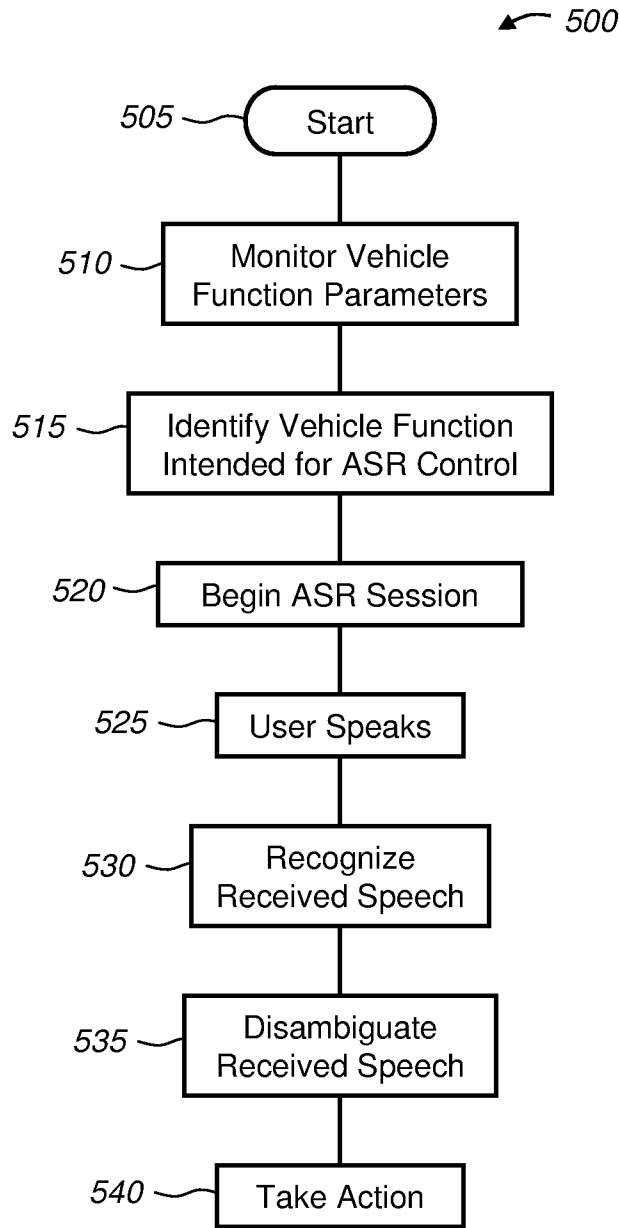 500
505
Start
510
Monitor Vehicle
Function Parameters
515
Identify Vehicle Function
Intended for ASR Control
520
Begin ASR Session
525
User Speaks
530
Recognize
Received Speech
535
Disambiguate
Received Speech
540
Take Action